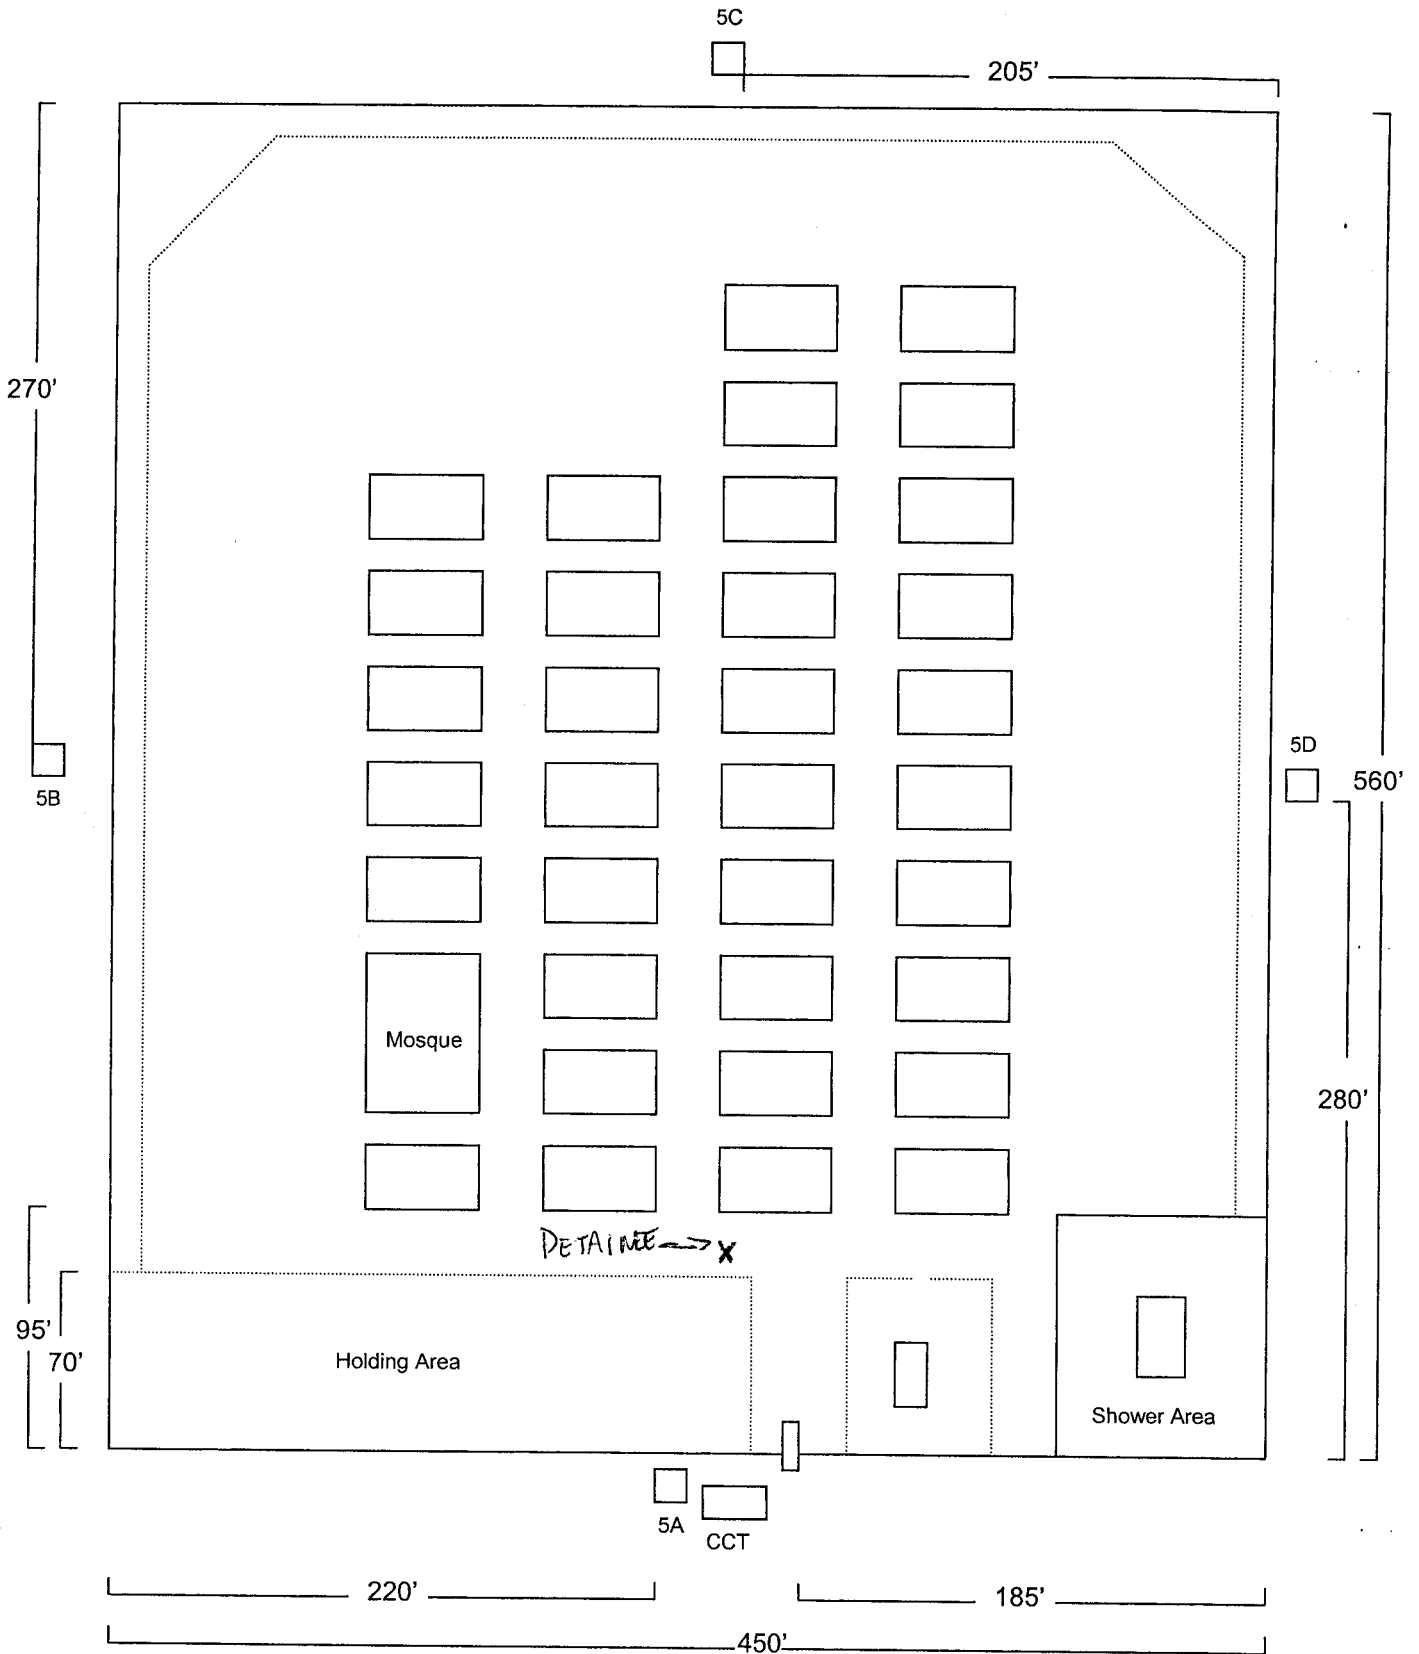 5C
205'
270'
5D
560'
5B
Mosque
280'
DETAINEE -> X
95'
70'
Holding Area
Shower Area
5A
CCT
220'
185'
450'